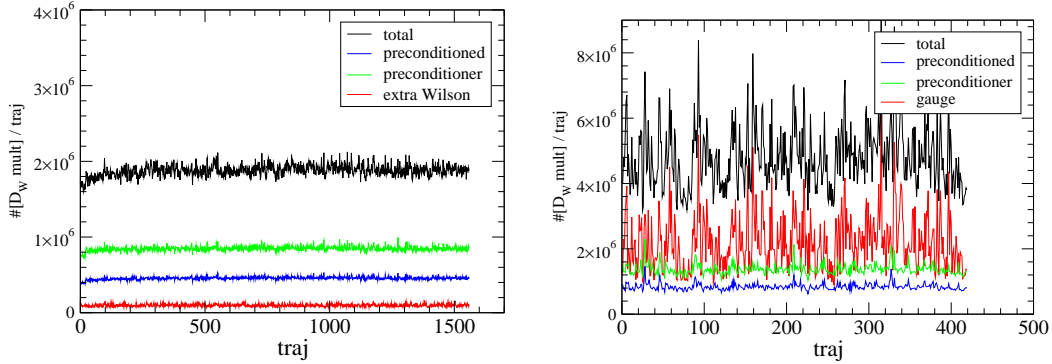 4×10⁶
3×10⁶
2×10⁶
1×10⁶
0
#[D_W mult] / traj
0
500
1000
1500
traj
total
preconditioned
preconditioner
extra Wilson
8×10⁶
6×10⁶
4×10⁶
2×10⁶
0
#[D_W mult] / traj
0
100
200
300
400
500
traj
total
preconditioned
preconditioner
gauge